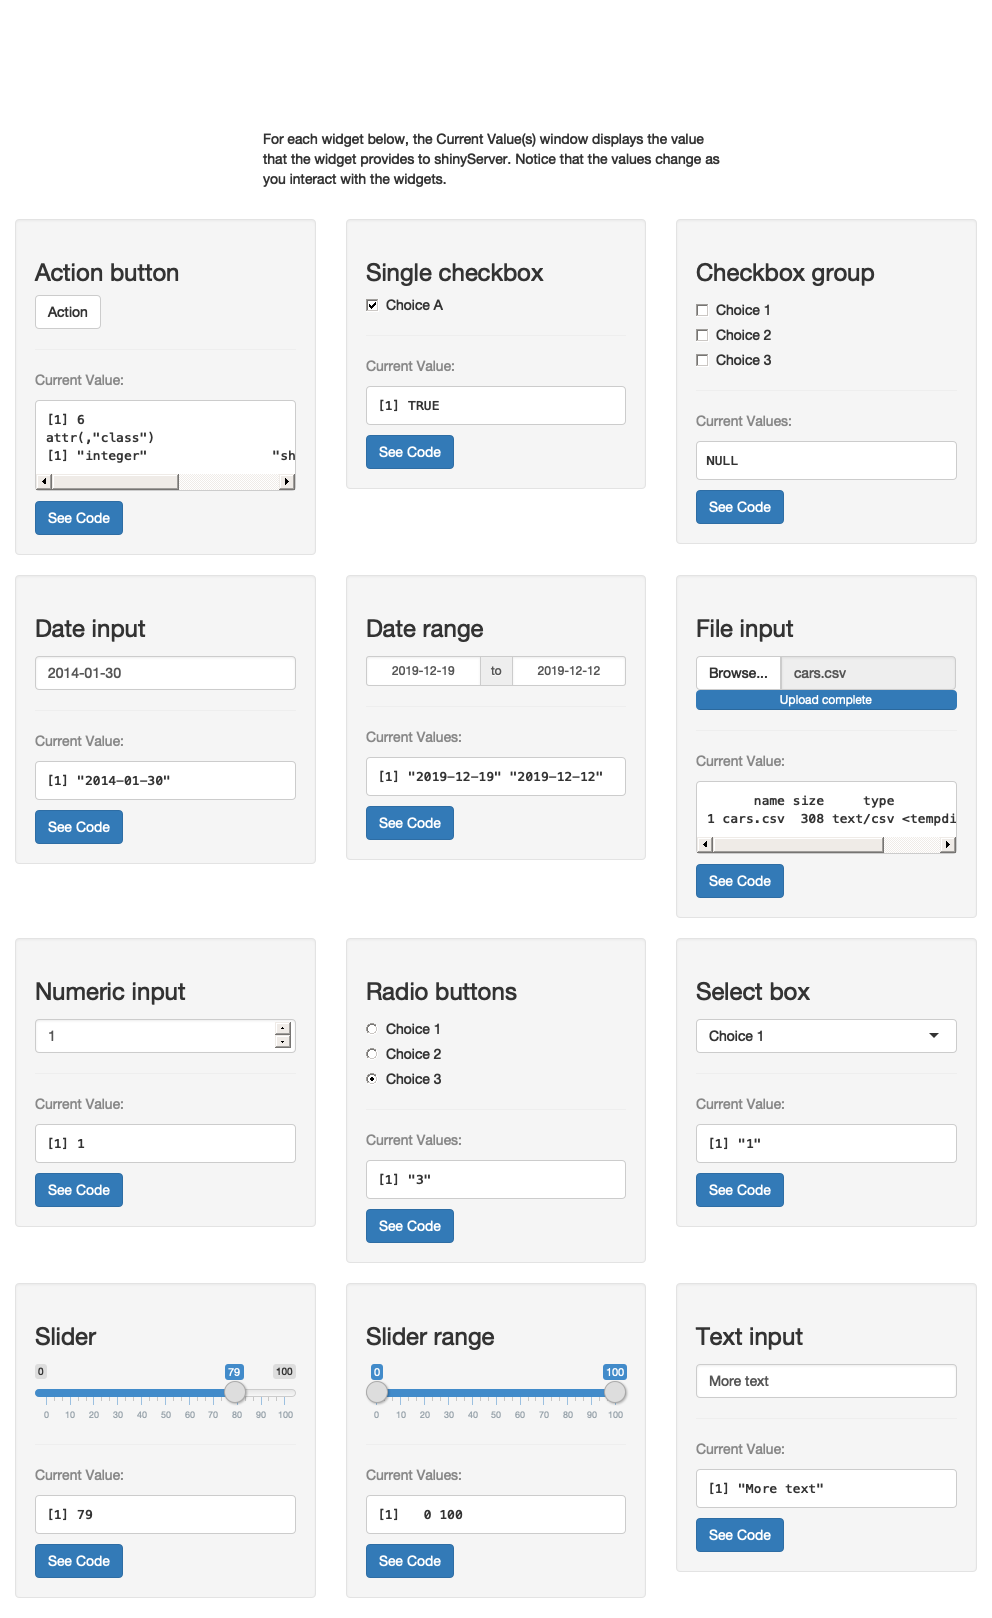 For each widget below, the Current Value(s) window displays the value
that the widget provides to shinyServer. Notice that the values change as
you interact with the widgets.
Action button
Action
Current Value:
[1] 6
attr(,"class")
[1] "integer"                "sh
See Code
Single checkbox
Choice A
Current Value:
[1] TRUE
See Code
Checkbox group
Choice 1
Choice 2
Choice 3
Current Values:
NULL
See Code
Date input
2014-01-30
Current Value:
[1] "2014-01-30"
See Code
Date range
2019-12-19 to 2019-12-12
Current Values:
[1] "2019-12-19" "2019-12-12"
See Code
File input
Browse... cars.csv
Upload complete
Current Value:
      name size     type
1 cars.csv  308 text/csv <tempdi
See Code
Numeric input
1
Current Value:
[1] 1
See Code
Radio buttons
Choice 1
Choice 2
Choice 3
Current Values:
[1] "3"
See Code
Select box
Choice 1
Current Value:
[1] "1"
See Code
Slider
0 79 100
0 10 20 30 40 50 60 70 80 90 100
Current Value:
[1] 79
See Code
Slider range
0 100
0 10 20 30 40 50 60 70 80 90 100
Current Values:
[1]   0 100
See Code
Text input
More text
Current Value:
[1] "More text"
See Code